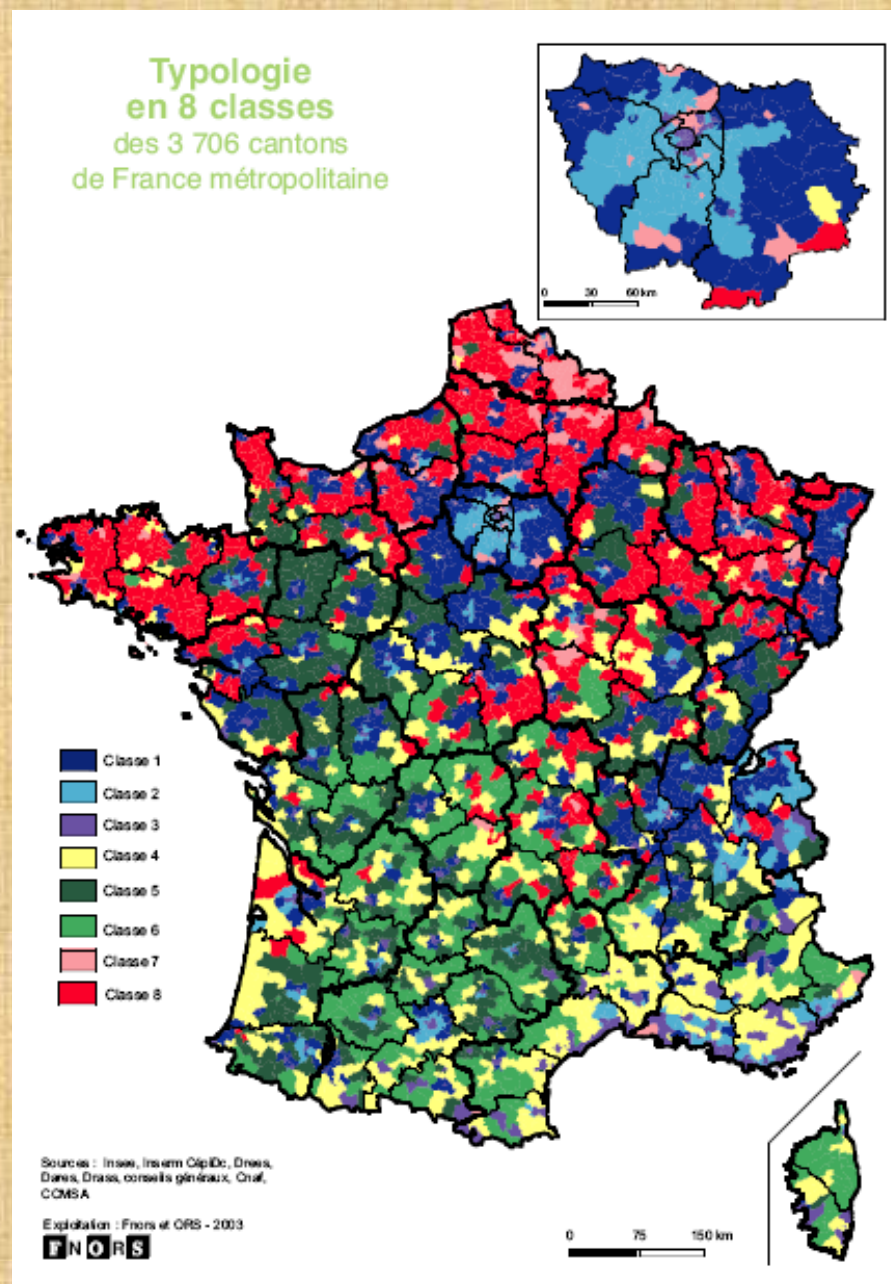 Typologie
en 8 classes
des 3 706 cantons
de France métropolitaine
0 30 60 km
Classe 1
Classe 2
Classe 3
Classe 4
Classe 5
Classe 6
Classe7
Classe 8
Sources : Insee, Inserm CépiDc, Drees,
Dares, Drass, conseils généraux, Cnaf,
CCMSA
Exploitation : Fnors et ORS - 2003
FNORS
0 75 150 km